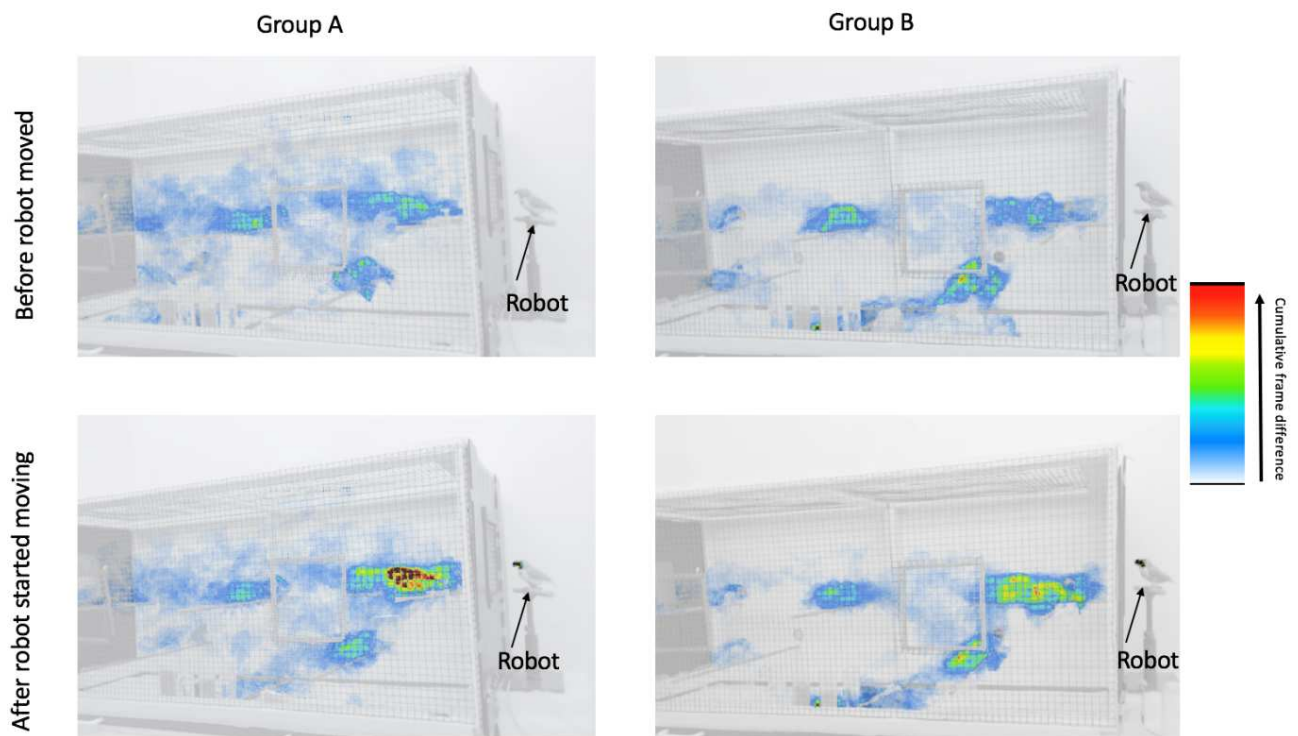 Group A
Group B
Before robot moved
Robot
Robot
Cumulative frame difference
After robot started moving
Robot
Robot